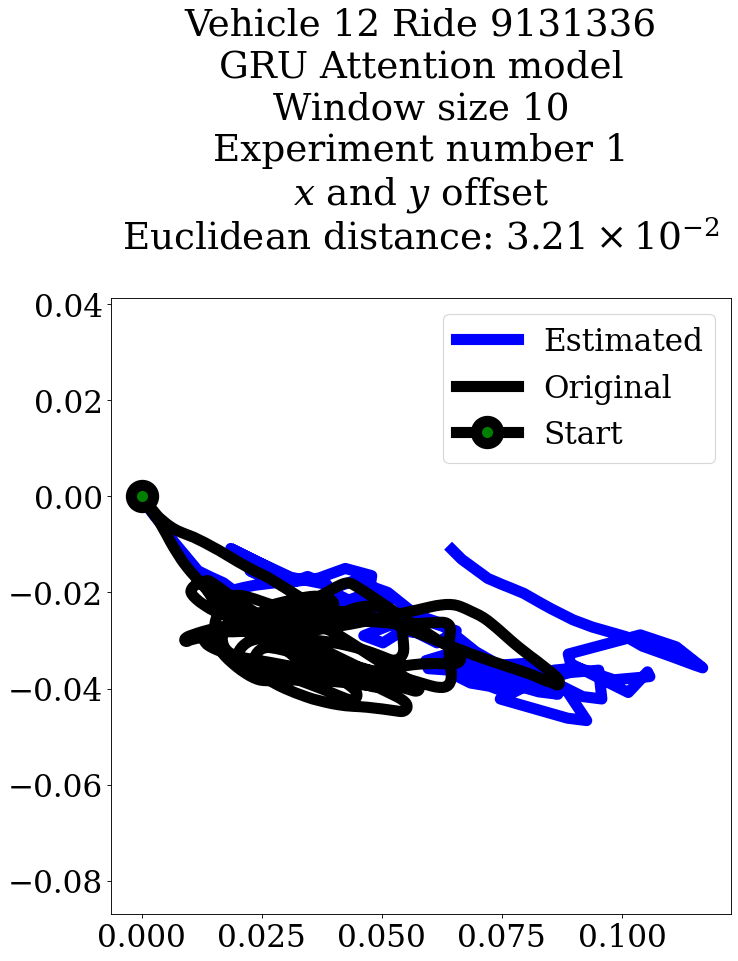 Vehicle 12 Ride 9131336
GRU Attention model
Window size 10
Experiment number 1
x and y offset
Euclidean distance: 3.21 × 10⁻²
0.04
Estimated
0.02
Original
Start
0.00
−0.02
−0.04
−0.06
−0.08
0.000 0.025 0.050 0.075 0.100